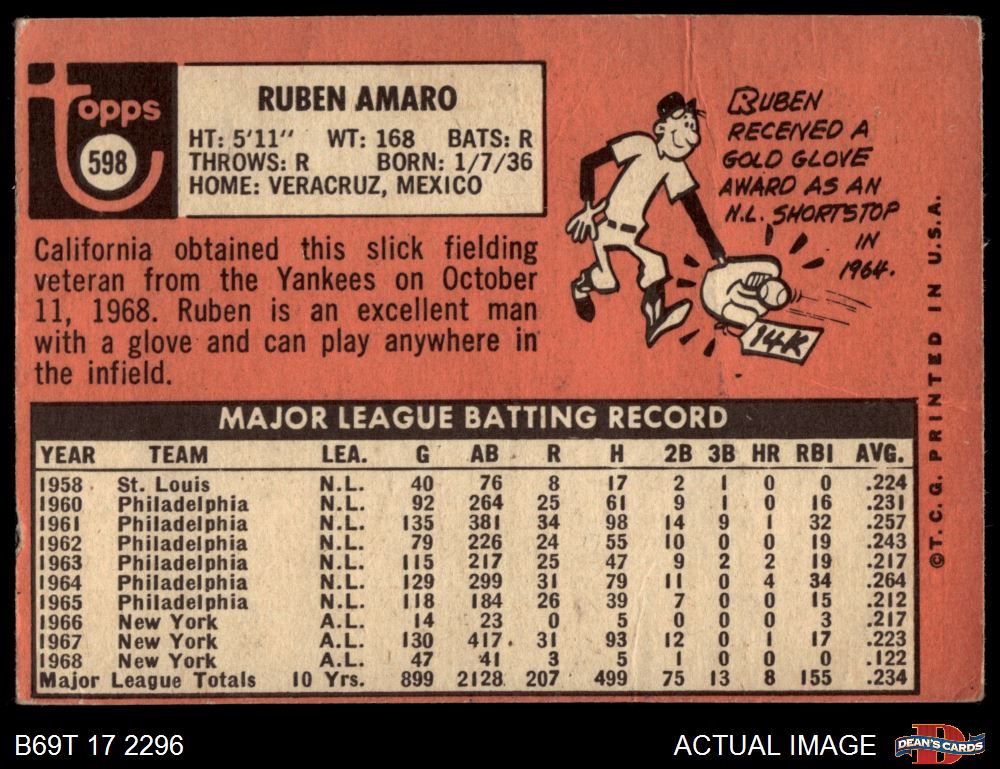 Topps
598
RUBEN AMARO
HT: 5'11" WT: 168 BATS: R
THROWS: R BORN: 1/7/36
HOME: VERACRUZ, MEXICO
California obtained this slick fielding
veteran from the Yankees on October
11, 1968. Ruben is an excellent man
with a glove and can play anywhere in
the infield.
RUBEN
RECEIVED A
GOLD GLOVE
AWARD AS AN
N.L. SHORTSTOP
IN
1964.
14K
MAJOR LEAGUE BATTING RECORD
YEAR TEAM LEA. G AB R H 2B 3B HR RBI AVG.
1958 St. Louis N.L. 40 76 8 17 2 1 0 0 .224
1960 Philadelphia N.L. 92 264 25 61 9 1 0 16 .231
1961 Philadelphia N.L. 135 381 34 98 14 9 1 32 .257
1962 Philadelphia N.L. 79 226 24 55 10 0 0 19 .243
1963 Philadelphia N.L. 115 217 25 47 9 2 2 19 .217
1964 Philadelphia N.L. 129 299 31 79 11 0 4 34 .264
1965 Philadelphia N.L. 118 184 26 39 7 0 0 15 .212
1966 New York A.L. 14 23 0 5 0 0 0 3 .217
1967 New York A.L. 130 417 31 93 12 0 1 17 .223
1968 New York A.L. 47 41 3 5 1 0 0 0 .122
Major League Totals 10 Yrs. 899 2128 207 499 75 13 8 155 .234
© T.C.G. PRINTED IN U.S.A.
B69T 17 2296
ACTUAL IMAGE
D
DEAN'S CARDS